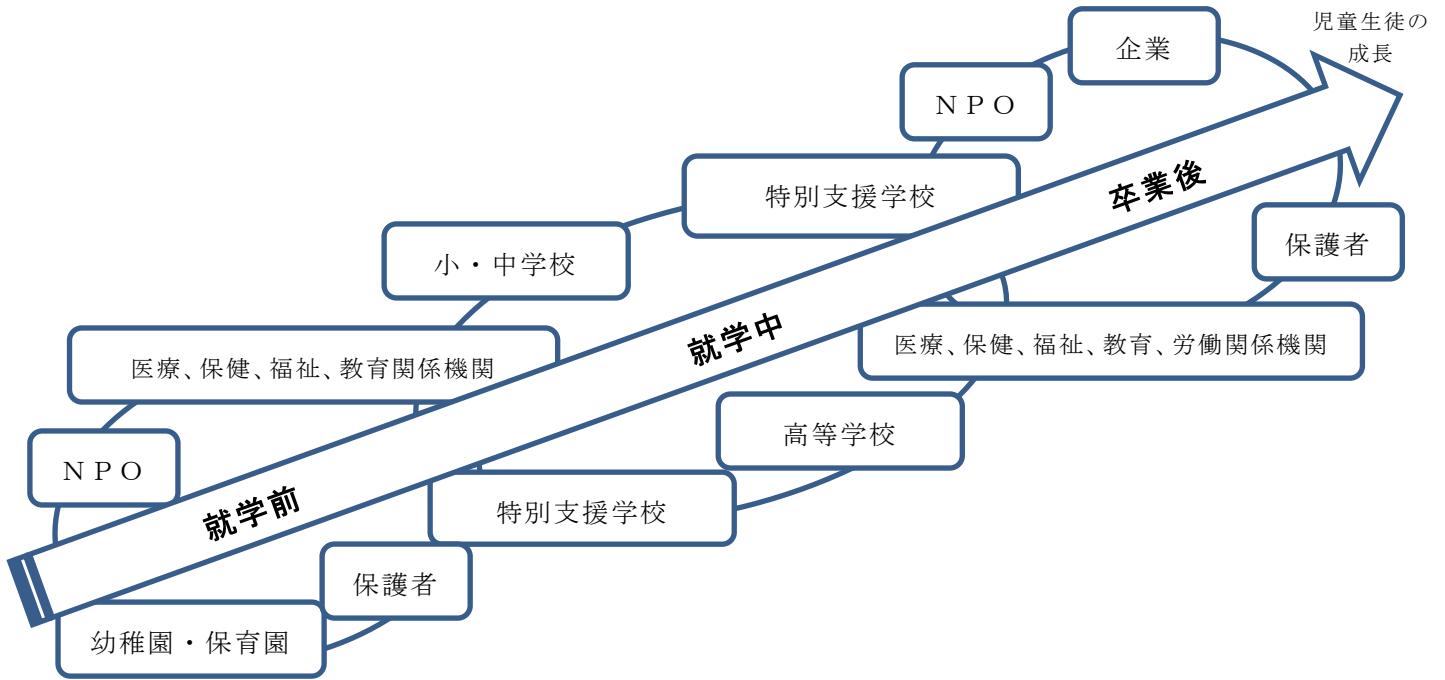 児童生徒の
成長
企業
ＮＰＯ
特別支援学校
卒業後
保護者
小・中学校
医療、保健、福祉、教育、労働関係機関
就学中
医療、保健、福祉、教育関係機関
高等学校
ＮＰＯ
就学前
特別支援学校
保護者
幼稚園・保育園